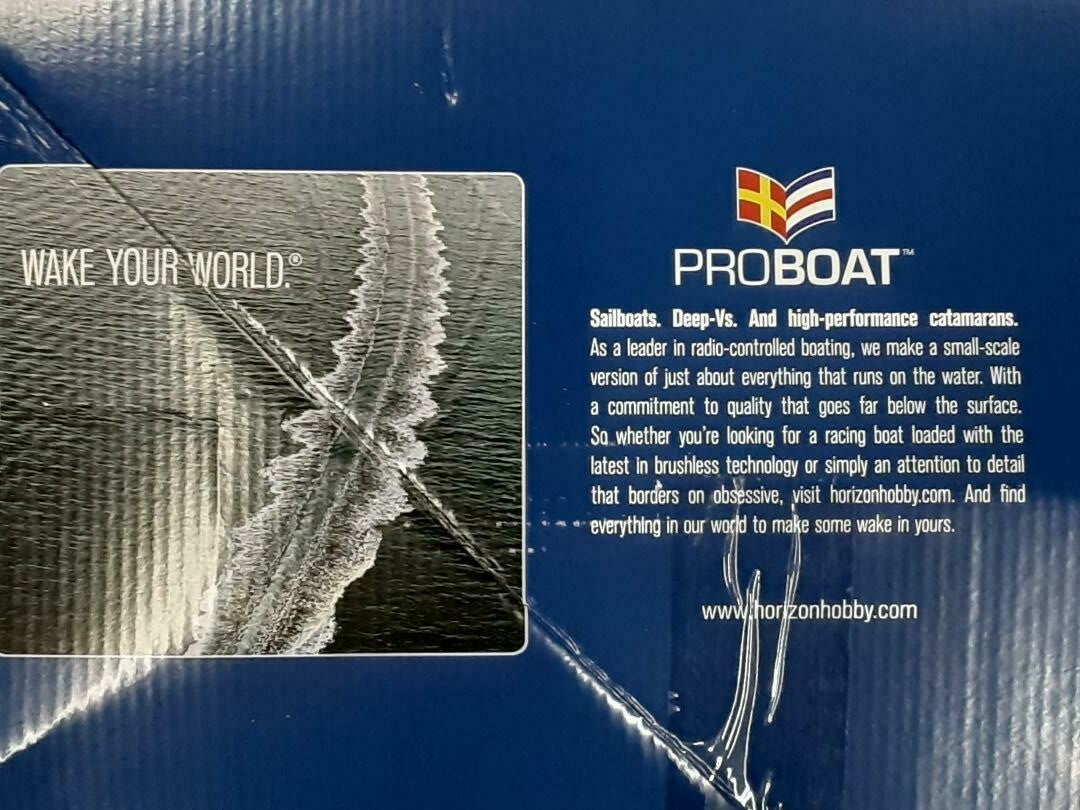 WAKE YOUR WORLD.®
PROBOAT™
Sailboats. Deep-Vs. And high-performance catamarans.
As a leader in radio-controlled boating, we make a small-scale
version of just about everything that runs on the water. With
a commitment to quality that goes far below the surface.
So whether you're looking for a racing boat loaded with the
latest in brushless technology or simply an attention to detail
that borders on obsessive, visit horizonhobby.com. And find
everything in our world to make some wake in yours.
www.horizonhobby.com